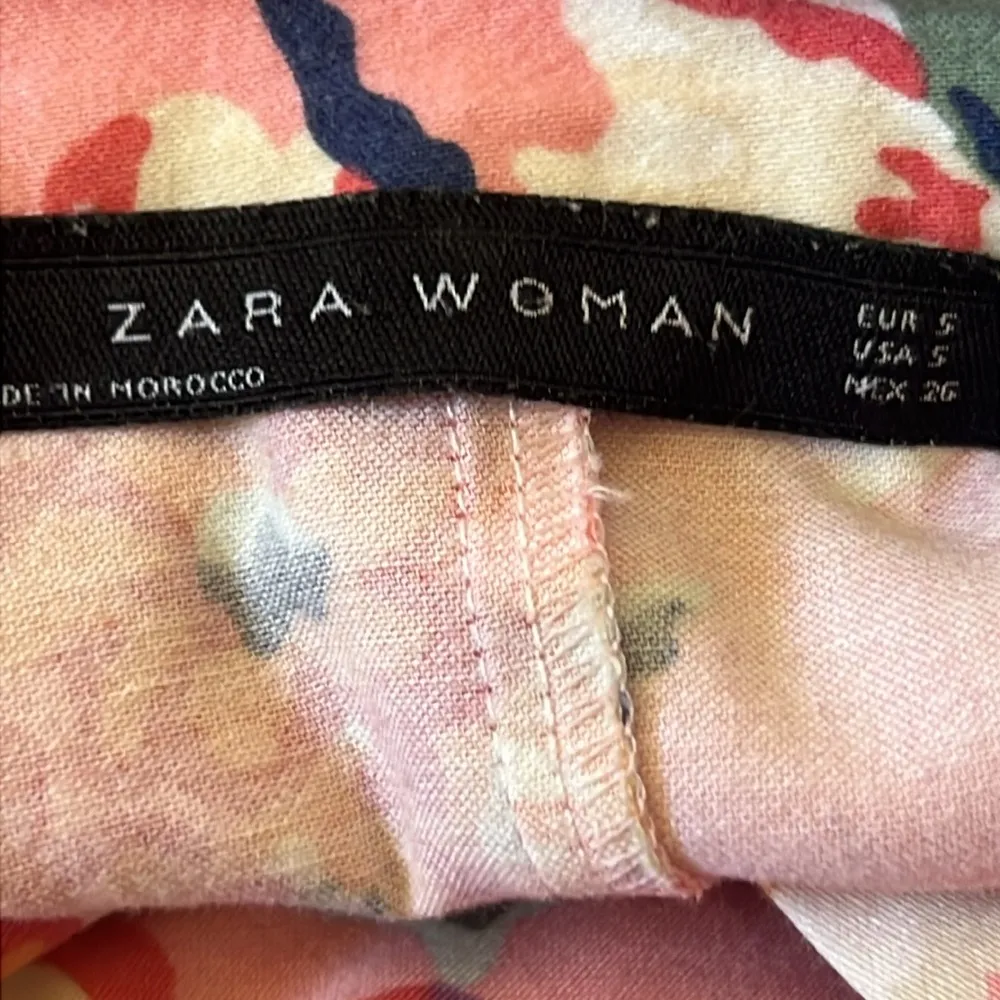 ZARA WOMAN
DE IN MOROCCO
EUR S
USA S
MEX 26